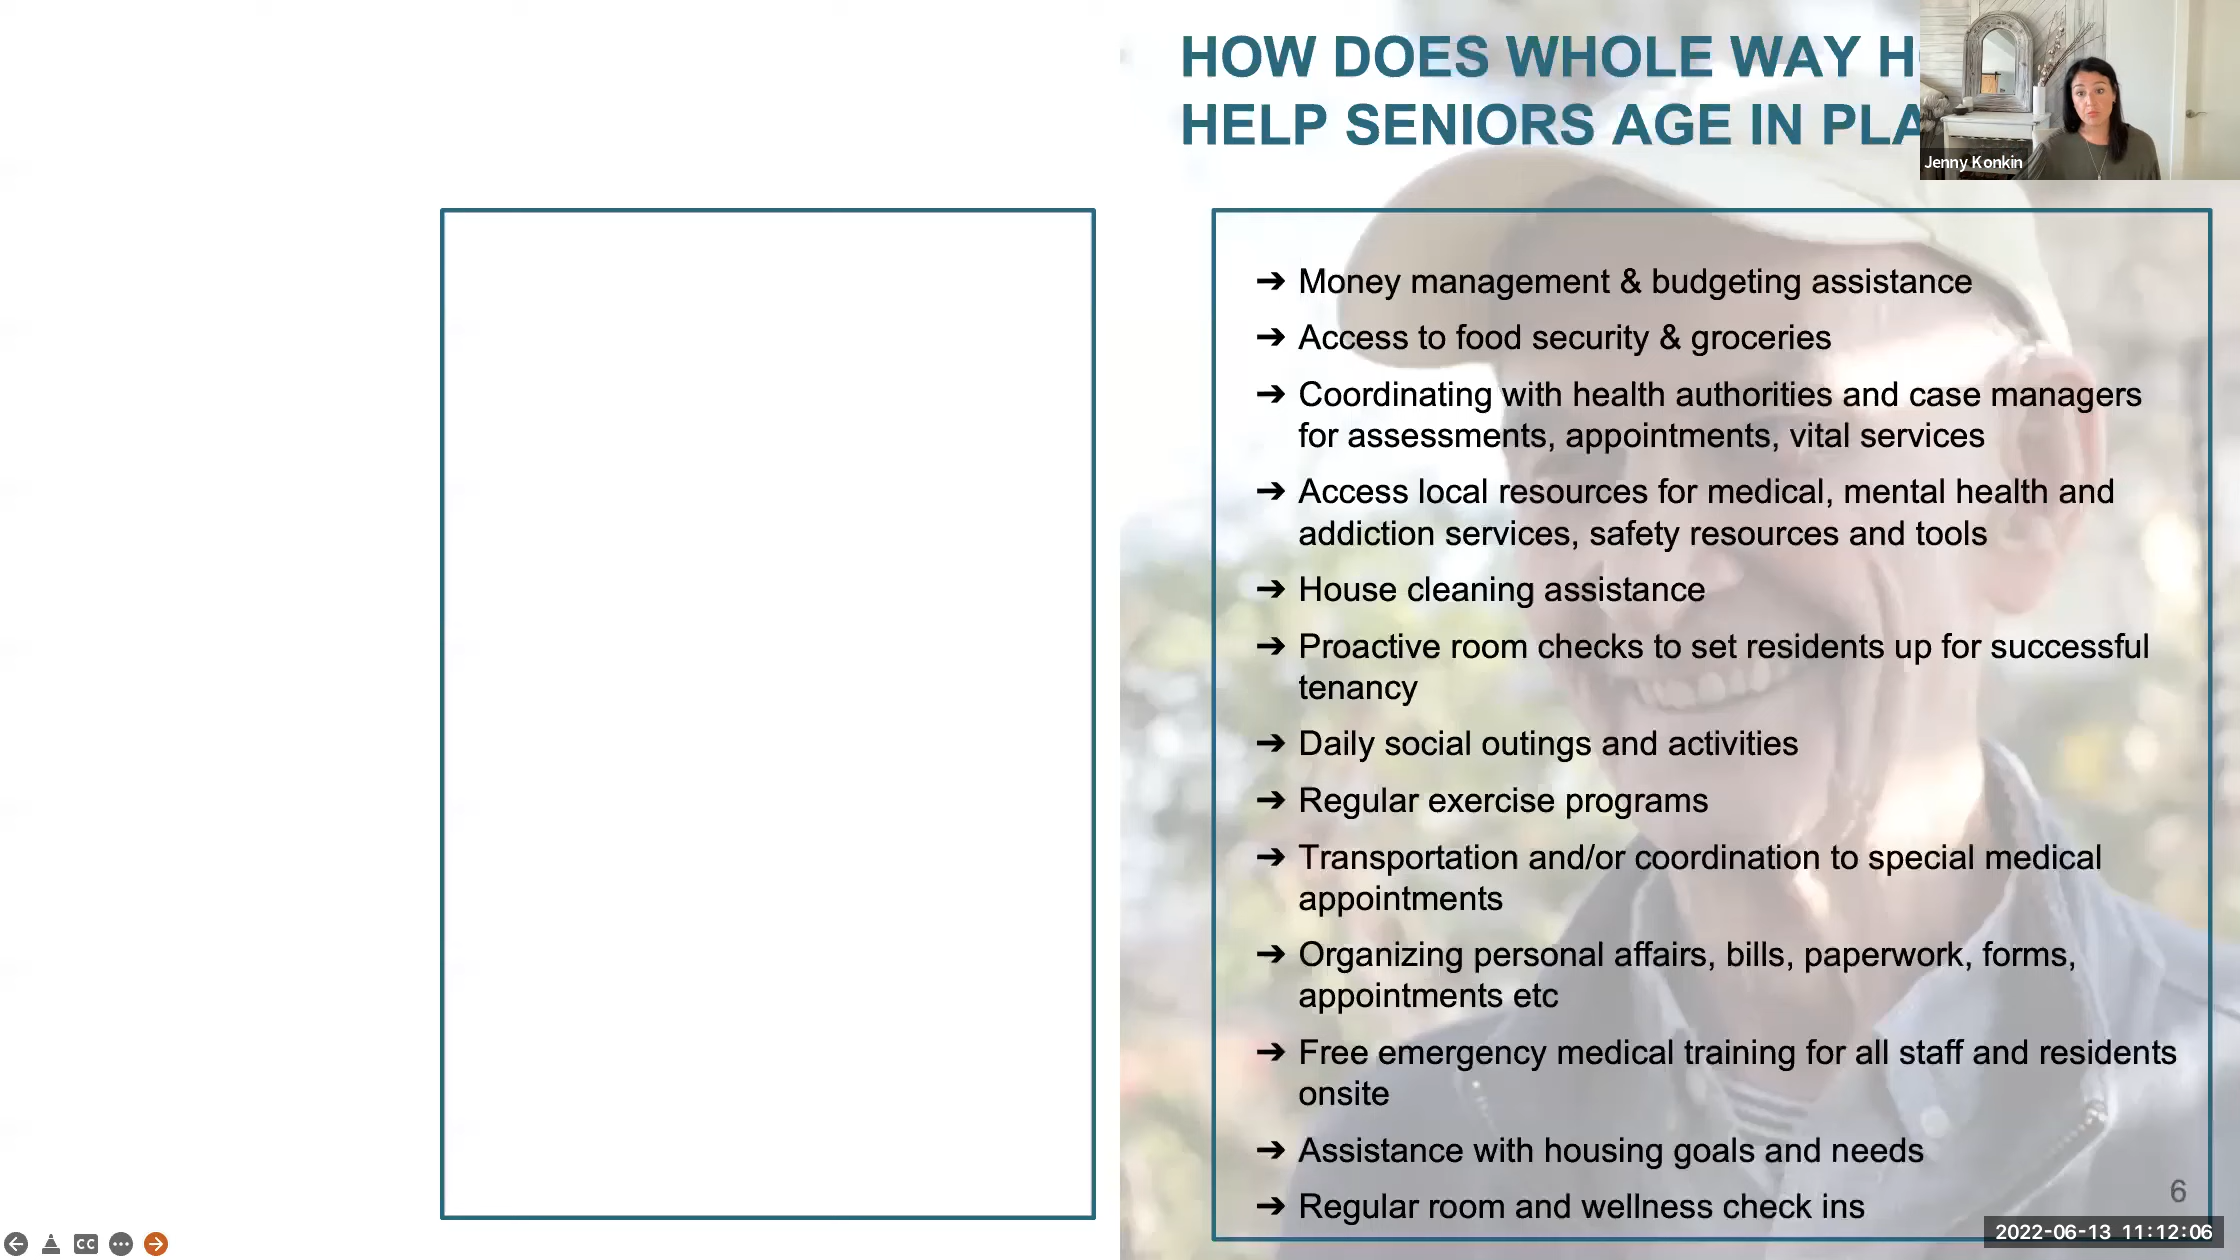 HOW DOES WHOLE WAY
HELP SENIORS AGE IN
Jenny Konkin
➔ Money management & budgeting assistance
➔ Access to food security & groceries
➔ Coordinating with health authorities and case managers
for assessments, appointments, vital services
➔ Access local resources for medical, mental health and
addiction services, safety resources and tools
➔ House cleaning assistance
➔ Proactive room checks to set residents up for successful
tenancy
➔ Daily social outings and activities
➔ Regular exercise programs
➔ Transportation and/or coordination to special medical
appointments
➔ Organizing personal affairs, bills, paperwork, forms,
appointments etc
➔ Free emergency medical training for all staff and residents
onsite
➔ Assistance with housing goals and needs
➔ Regular room and wellness check ins
6
CC
2022-06-13 11:12:06